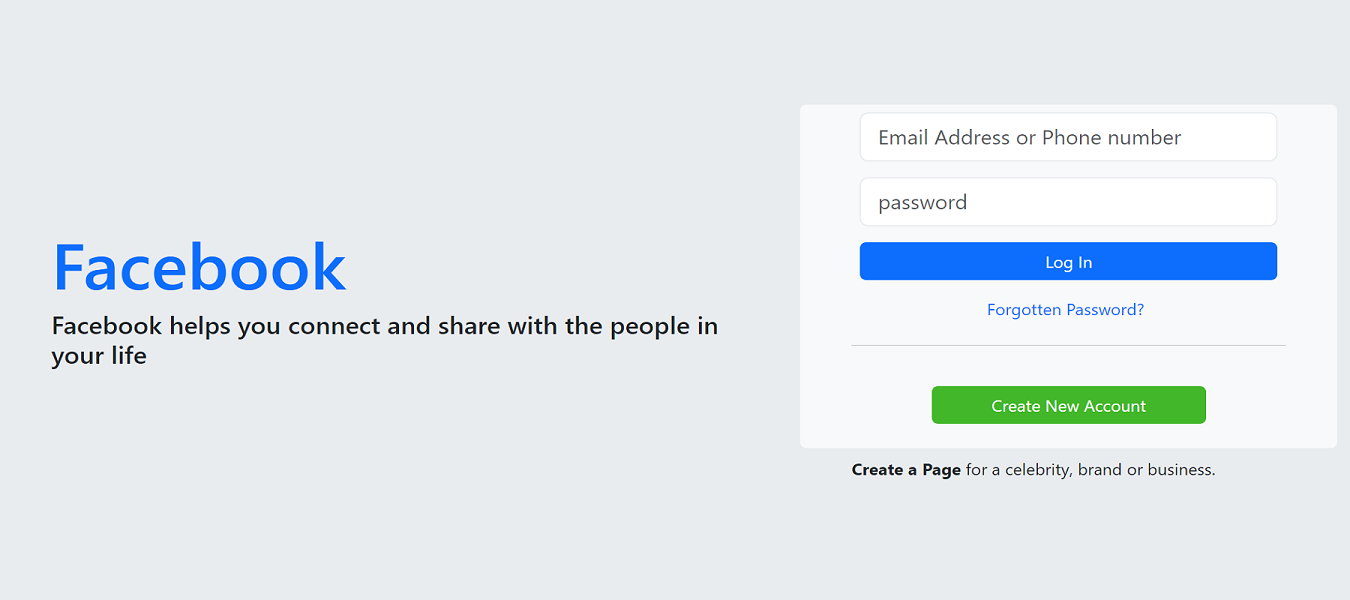 Facebook
Facebook helps you connect and share with the people in
your life
Email Address or Phone number
password
Log In
Forgotten Password?
Create New Account
Create a Page for a celebrity, brand or business.